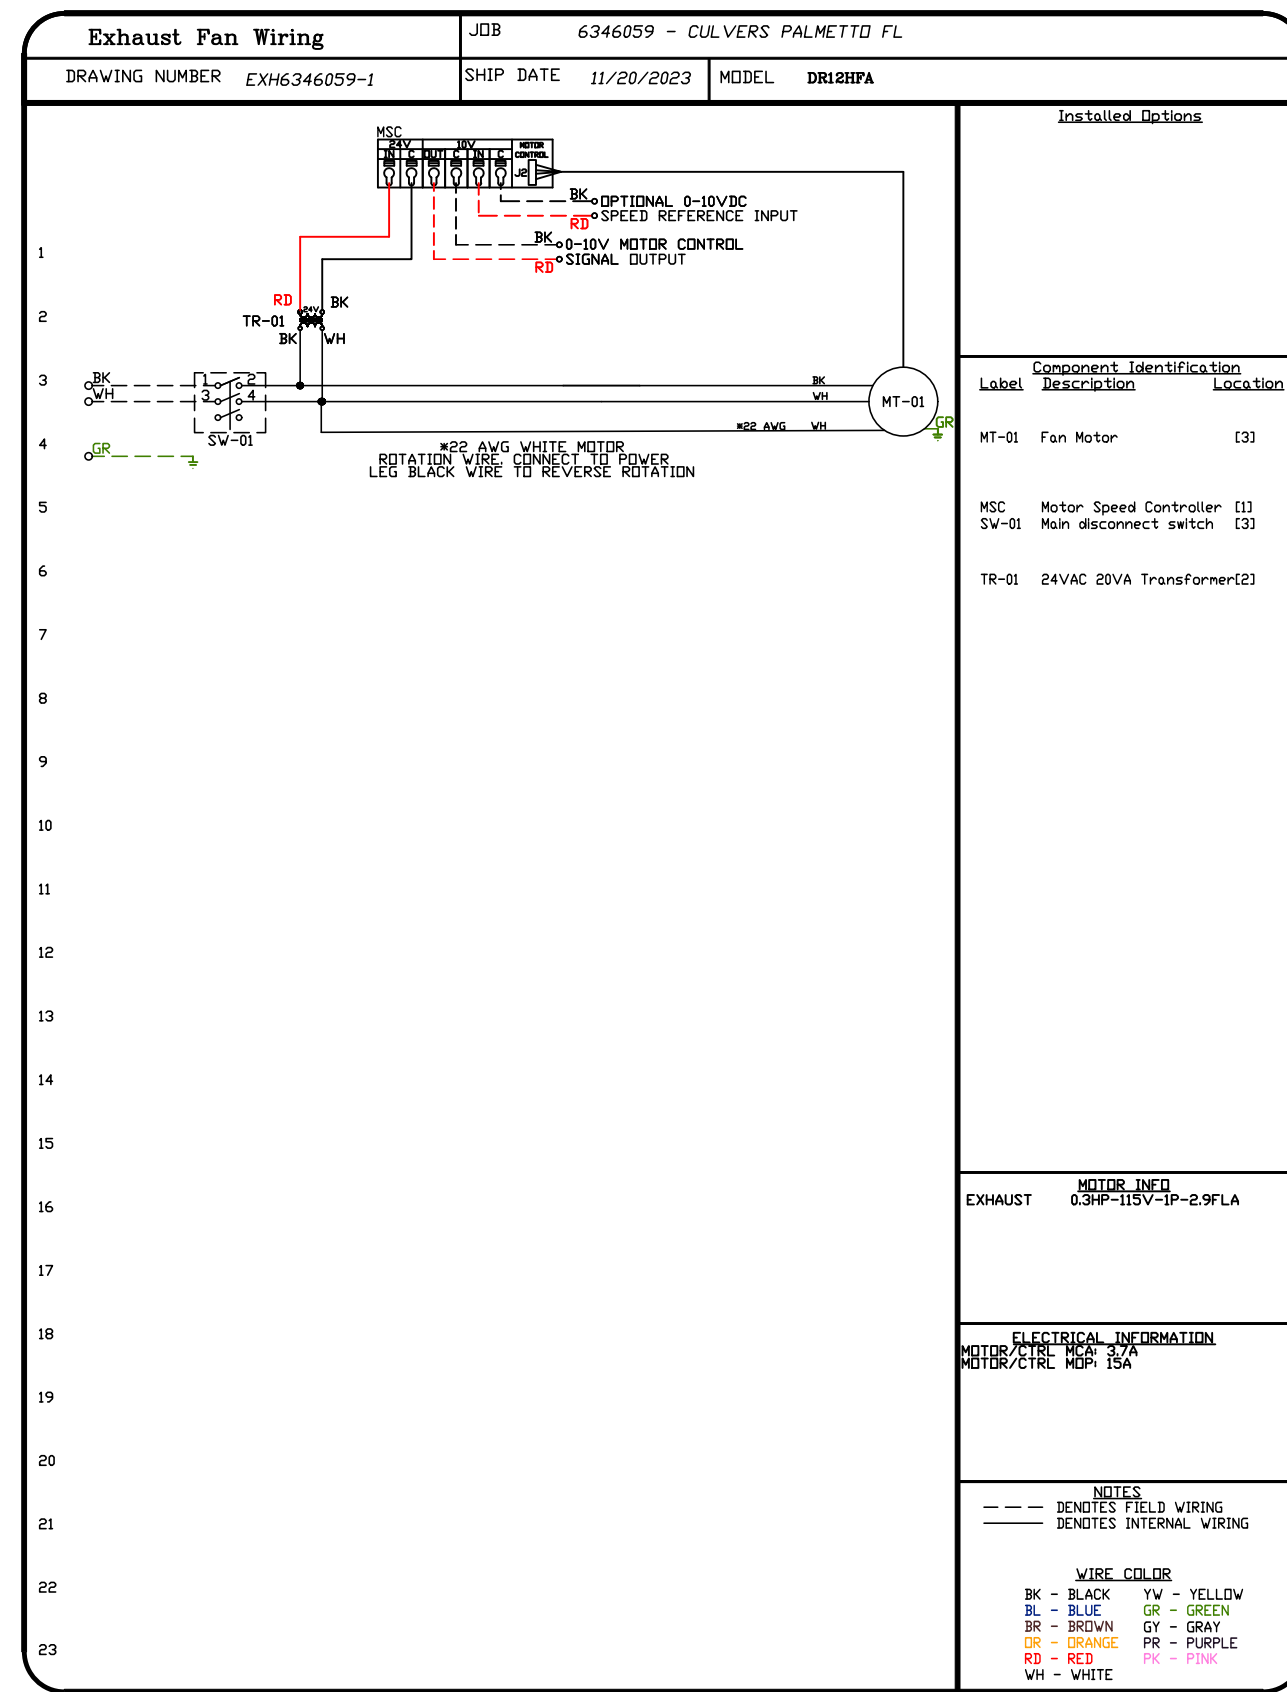 Exhaust Fan Wiring
JOB 6346059 - CULVERS PALMETTO FL
DRAWING NUMBER EXH6346059-1
SHIP DATE 11/20/2023
MODEL DR12HFA
MSC
24V 10V MOTOR CONTROL
IN C OUT C IN C J2
BK OPTIONAL 0-10VDC
RD SPEED REFERENCE INPUT
BK 0-10V MOTOR CONTROL
RD SIGNAL OUTPUT
RD BK
24V
TR-01
BK WH
BK 1 2 BK
WH 3 4 WH
MT-01
SW-01
*22 AWG WH
GR
GR
*22 AWG WHITE MOTOR
ROTATION WIRE. CONNECT TO POWER
LEG BLACK WIRE TO REVERSE ROTATION
1
2
3
4
5
6
7
8
9
10
11
12
13
14
15
16
17
18
19
20
21
22
23
Installed Options
Component Identification
Label Description Location
MT-01 Fan Motor [3]
MSC Motor Speed Controller [1]
SW-01 Main disconnect switch [3]
TR-01 24VAC 20VA Transformer[2]
MOTOR INFO
EXHAUST 0.3HP-115V-1P-2.9FLA
ELECTRICAL INFORMATION
MOTOR/CTRL MCA: 3.7A
MOTOR/CTRL MOP: 15A
NOTES
DENOTES FIELD WIRING
DENOTES INTERNAL WIRING
WIRE COLOR
BK - BLACK YW - YELLOW
BL - BLUE GR - GREEN
BR - BROWN GY - GRAY
OR - ORANGE PR - PURPLE
RD - RED PK - PINK
WH - WHITE